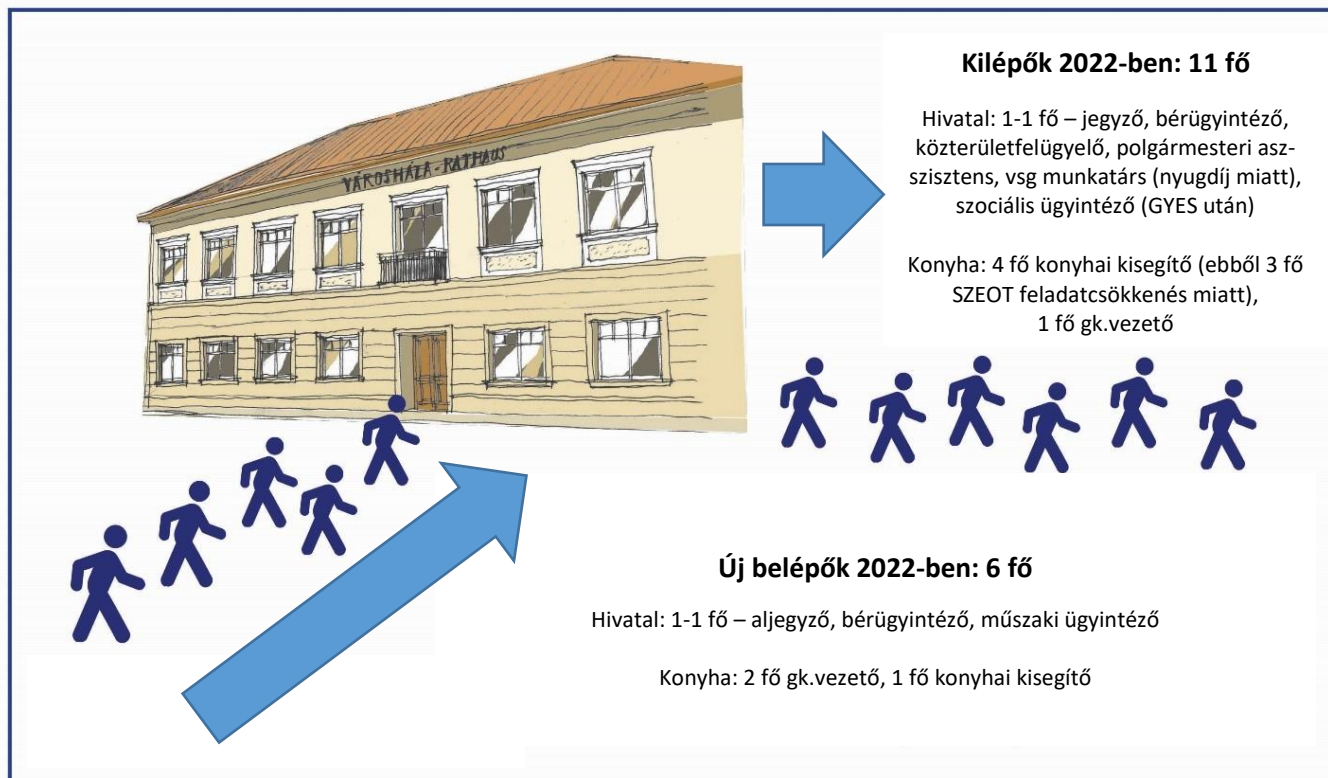 VÁROSHÁZA - RATHAUS
Kilépők 2022-ben: 11 fő
Hivatal: 1-1 fő – jegyző, bérügyintéző,
közterületfelügyelő, polgármesteri asz-
szisztens, vsg munkatárs (nyugdíj miatt),
szociális ügyintéző (GYES után)
Konyha: 4 fő konyhai kisegítő (ebből 3 fő
SZEOT feladatcsökkenés miatt),
1 fő gk.vezető
Új belépők 2022-ben: 6 fő
Hivatal: 1-1 fő – aljegyző, bérügyintéző, műszaki ügyintéző
Konyha: 2 fő gk.vezető, 1 fő konyhai kisegítő